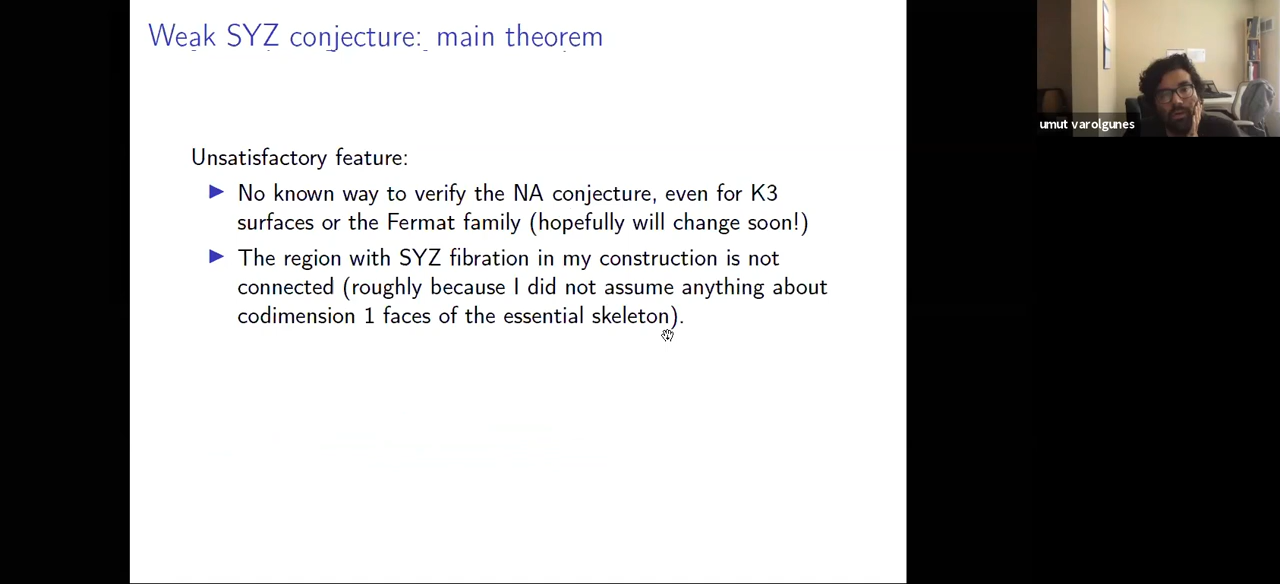 Weak SYZ conjecture: main theorem
Unsatisfactory feature:
▶ No known way to verify the NA conjecture, even for K3
surfaces or the Fermat family (hopefully will change soon!)
▶ The region with SYZ fibration in my construction is not
connected (roughly because I did not assume anything about
codimension 1 faces of the essential skeleton).
umut varolgunes